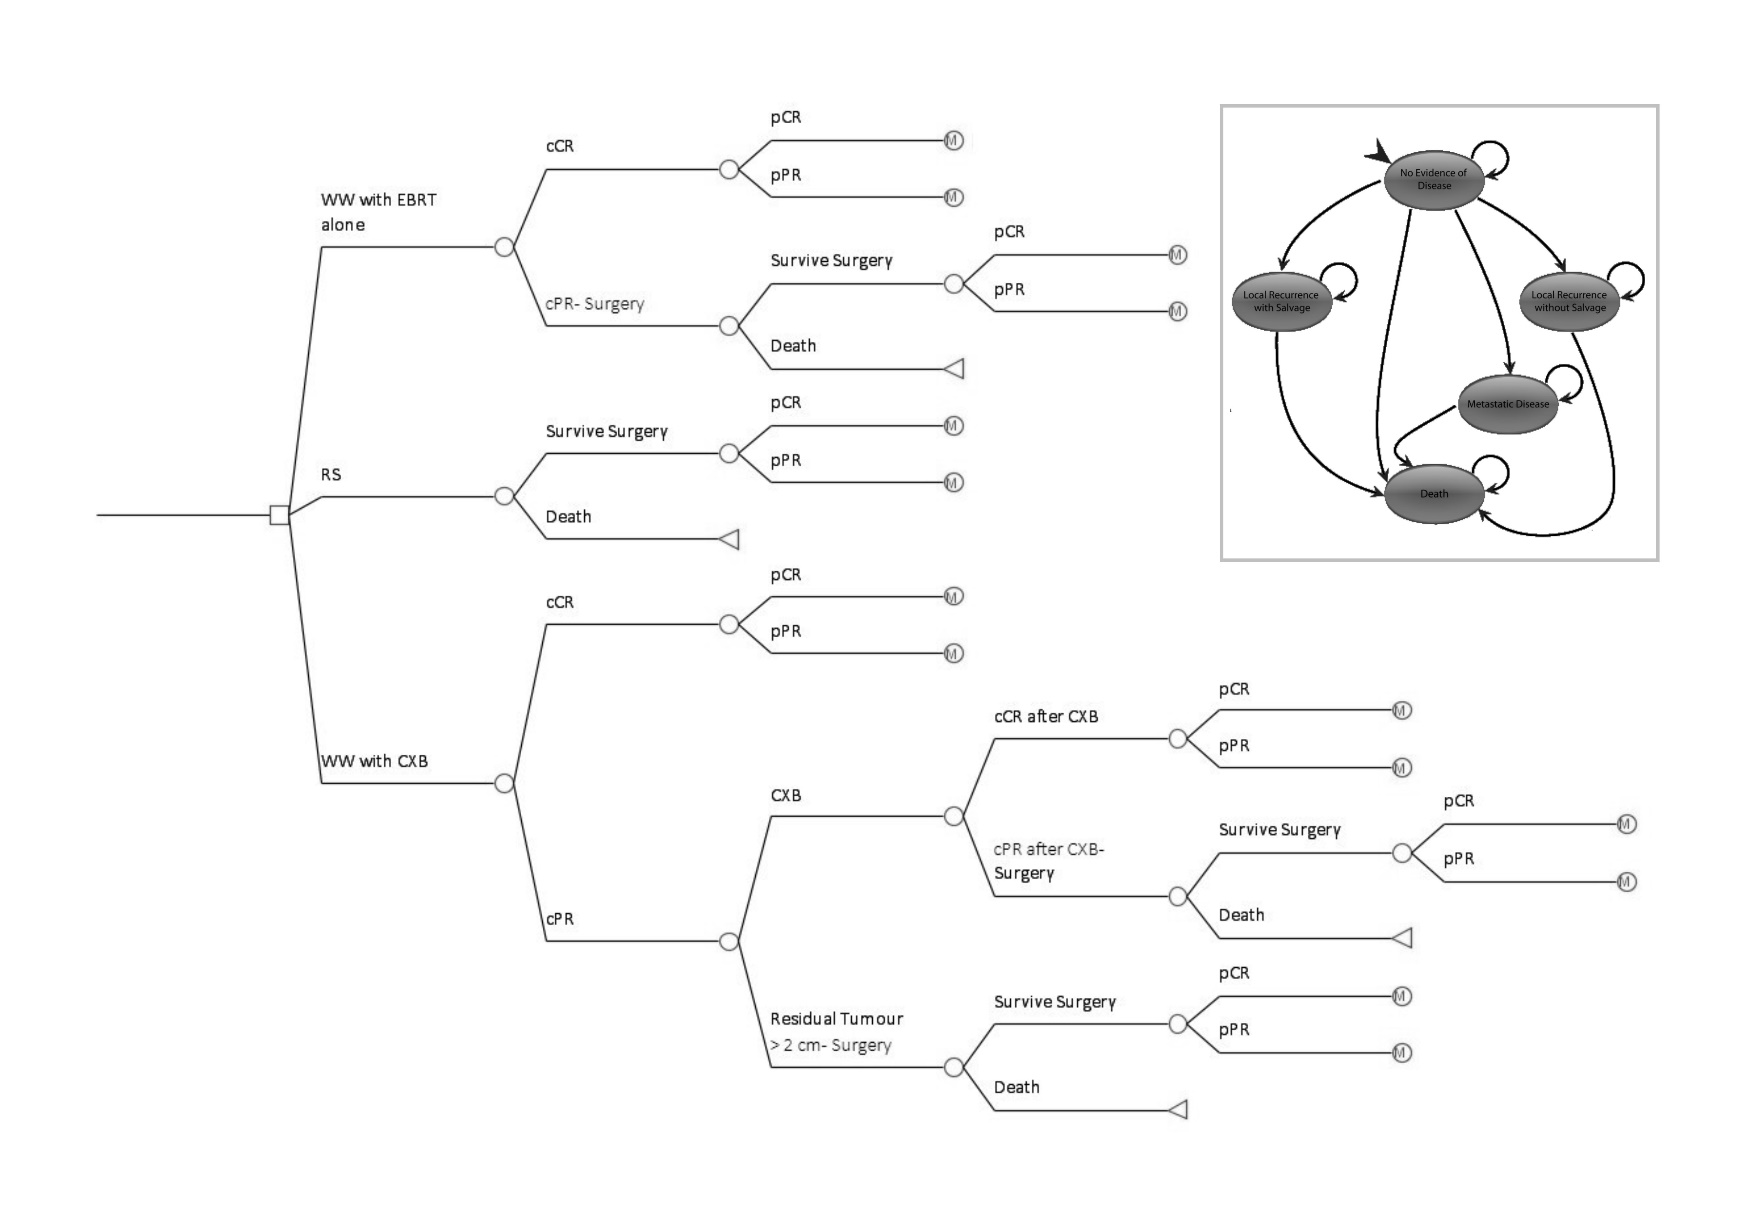 pCR
cCR
pPR
WW with EBRT
alone
pCR
Survive Surgery
pPR
cPR- Surgery
Death
pCR
Survive Surgery
pPR
RS
Death
pCR
cCR
pPR
pCR
cCR after CXB
pPR
WW with CXB
CXB
pCR
Survive Surgery
cPR after CXB-
Surgery
pPR
Death
cPR
pCR
Survive Surgery
pPR
Residual Tumour
> 2 cm- Surgery
Death
M
M
M
M
M
M
M
M
M
M
M
M
M
M
No Evidence of
Disease
Local Recurrence
with Salvage
Local Recurrence
without Salvage
Metastatic Disease
Death